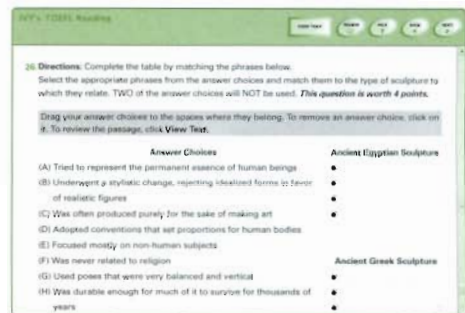 IVY's TOEFL Reading
VIEW TEXT REVIEW HELP BACK NEXT
26 Directions: Complete the table by matching the phrases below.
Select the appropriate phrases from the answer choices and match them to the type of sculpture to
which they relate. TWO of the answer choices will NOT be used. This question is worth 4 points.
Drag your answer choices to the spaces where they belong. To remove an answer choice, click on
it. To review the passage, click View Text.
Answer Choices Ancient Egyptian Sculpture
(A) Tried to represent the permanent essence of human beings •
(B) Underwent a stylistic change, rejecting idealized forms in favor •
of realistic figures •
(C) Was often produced purely for the sake of making art •
(D) Adopted conventions that set proportions for human bodies
(E) Focused mostly on non-human subjects
(F) Was never related to religion Ancient Greek Sculpture
(G) Used poses that were very balanced and vertical •
(H) Was durable enough for much of it to survive for thousands of •
years •